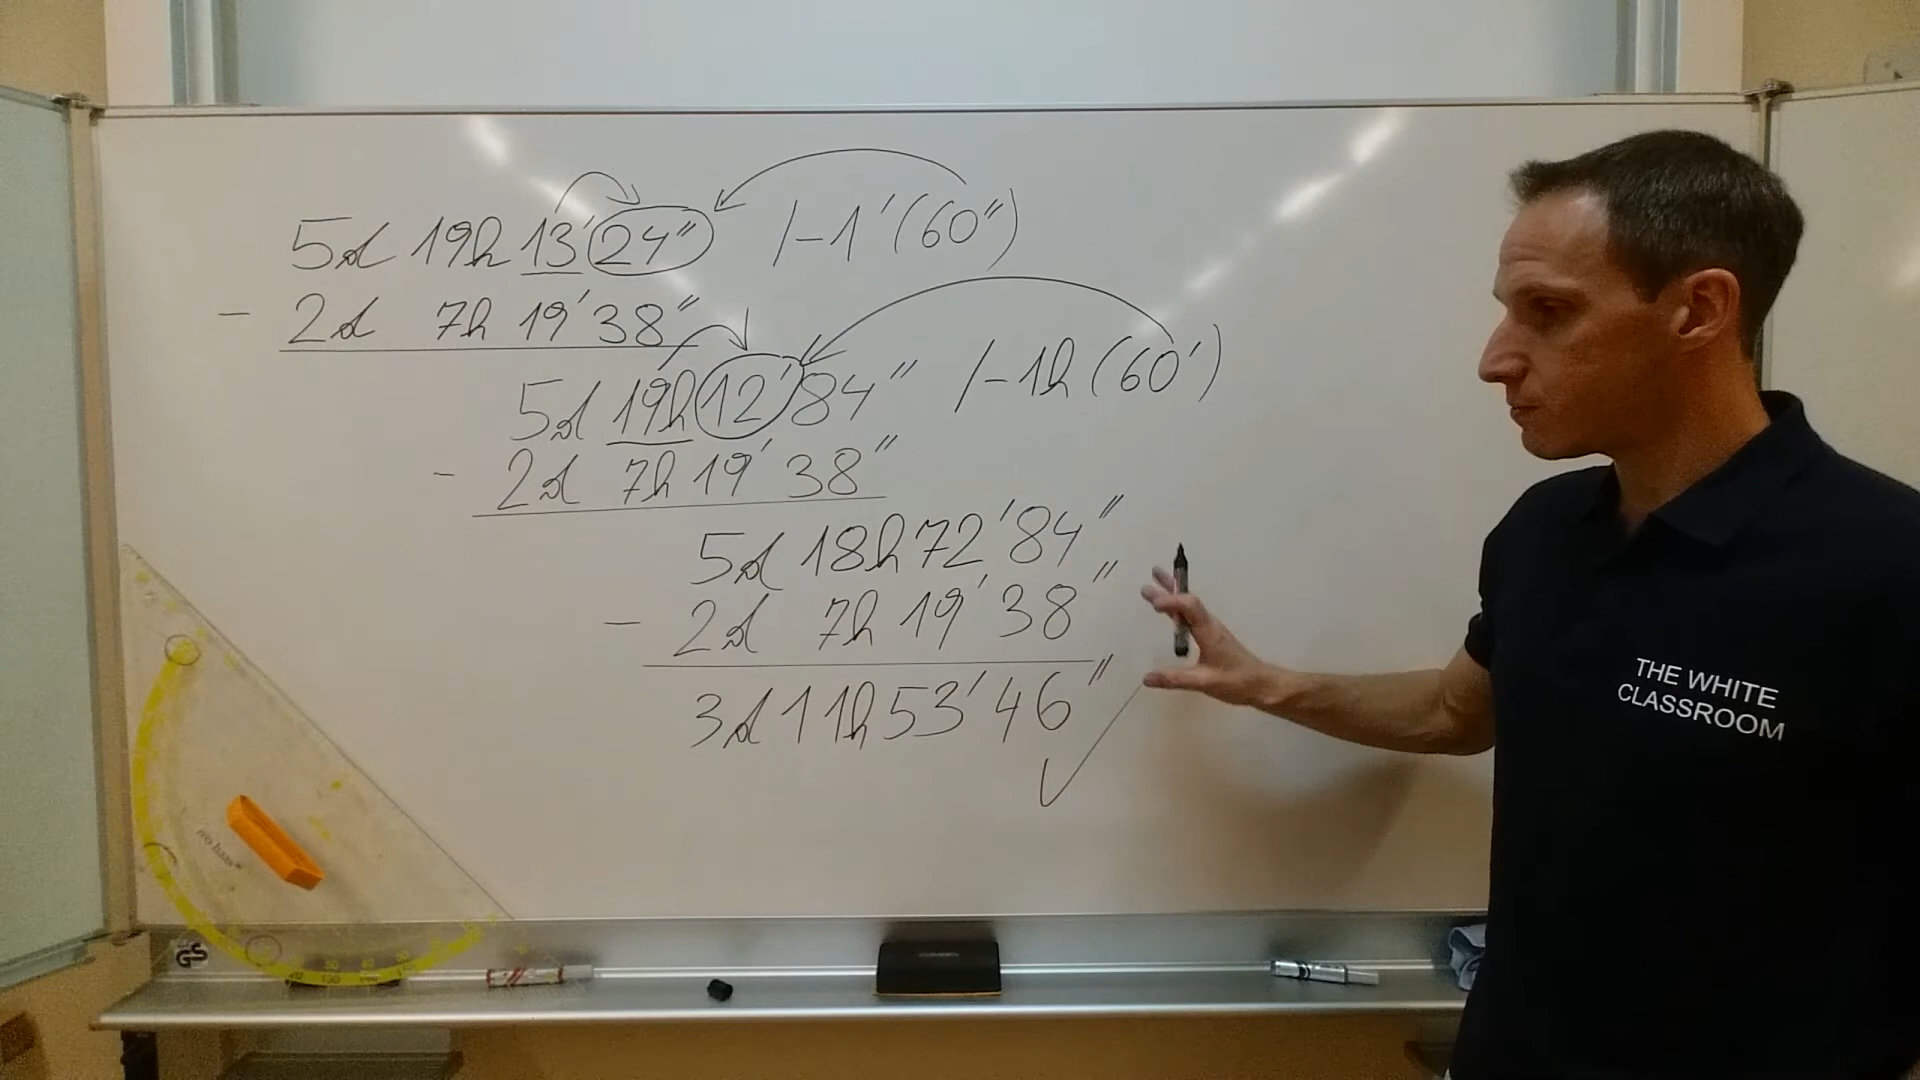 5d 19h 13' 24" /-1' (60")
- 2d 7h 19' 38"
5d 19h 12' 84" /-1h (60')
- 2d 7h 19' 38"
5d 18h 72' 84"
- 2d 7h 19' 38"
3d 11h 53' 46"
THE WHITE
CLASSROOM
GS